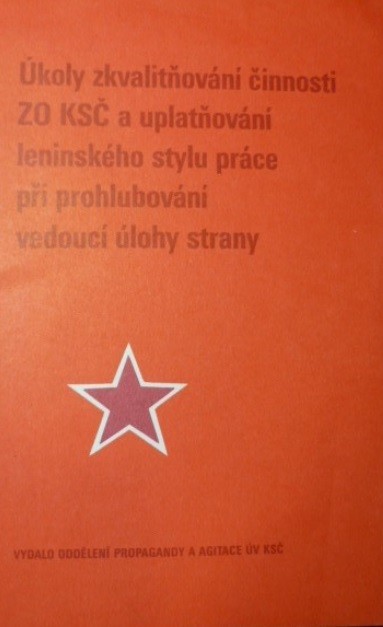 Úkoly zkvalitňování činnosti
ZO KSČ a uplatňování
leninského stylu práce
při prohlubování
vedoucí úlohy strany
VYDALO ODDĚLENÍ PROPAGANDY A AGITACE ÚV KSČ